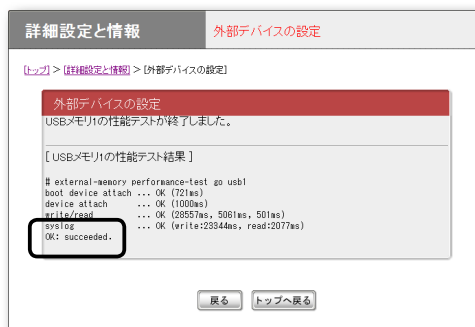 詳細設定と情報
外部デバイスの設定
[トップ] > [詳細設定と情報] > [外部デバイスの設定]
外部デバイスの設定
USBメモリ1の性能テストが終了しました。
[ USBメモリ1の性能テスト結果 ]
# external-memory performance-test go usb1
boot device attach ... OK (721ms)
device attach ... OK (1000ms)
write/read ... OK (28557ms, 5061ms, 501ms)
syslog ... OK (write:23344ms, read:2077ms)
OK: succeeded.
戻る
トップへ戻る